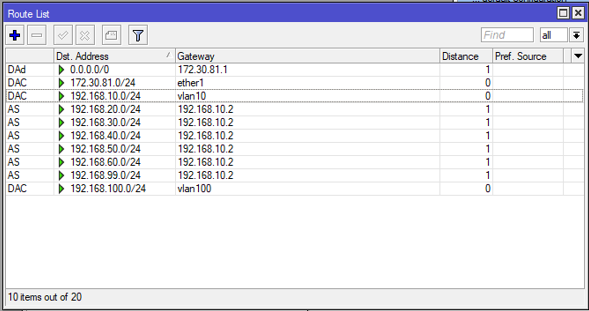 ... default configuration
Route List
Find all
Dst. Address Gateway Distance Pref. Source
DAd 0.0.0.0/0 172.30.81.1 1
DAC 172.30.81.0/24 ether1 0
DAC 192.168.10.0/24 vlan10 0
AS 192.168.20.0/24 192.168.10.2 1
AS 192.168.30.0/24 192.168.10.2 1
AS 192.168.40.0/24 192.168.10.2 1
AS 192.168.50.0/24 192.168.10.2 1
AS 192.168.60.0/24 192.168.10.2 1
AS 192.168.99.0/24 192.168.10.2 1
DAC 192.168.100.0/24 vlan100 0
10 items out of 20